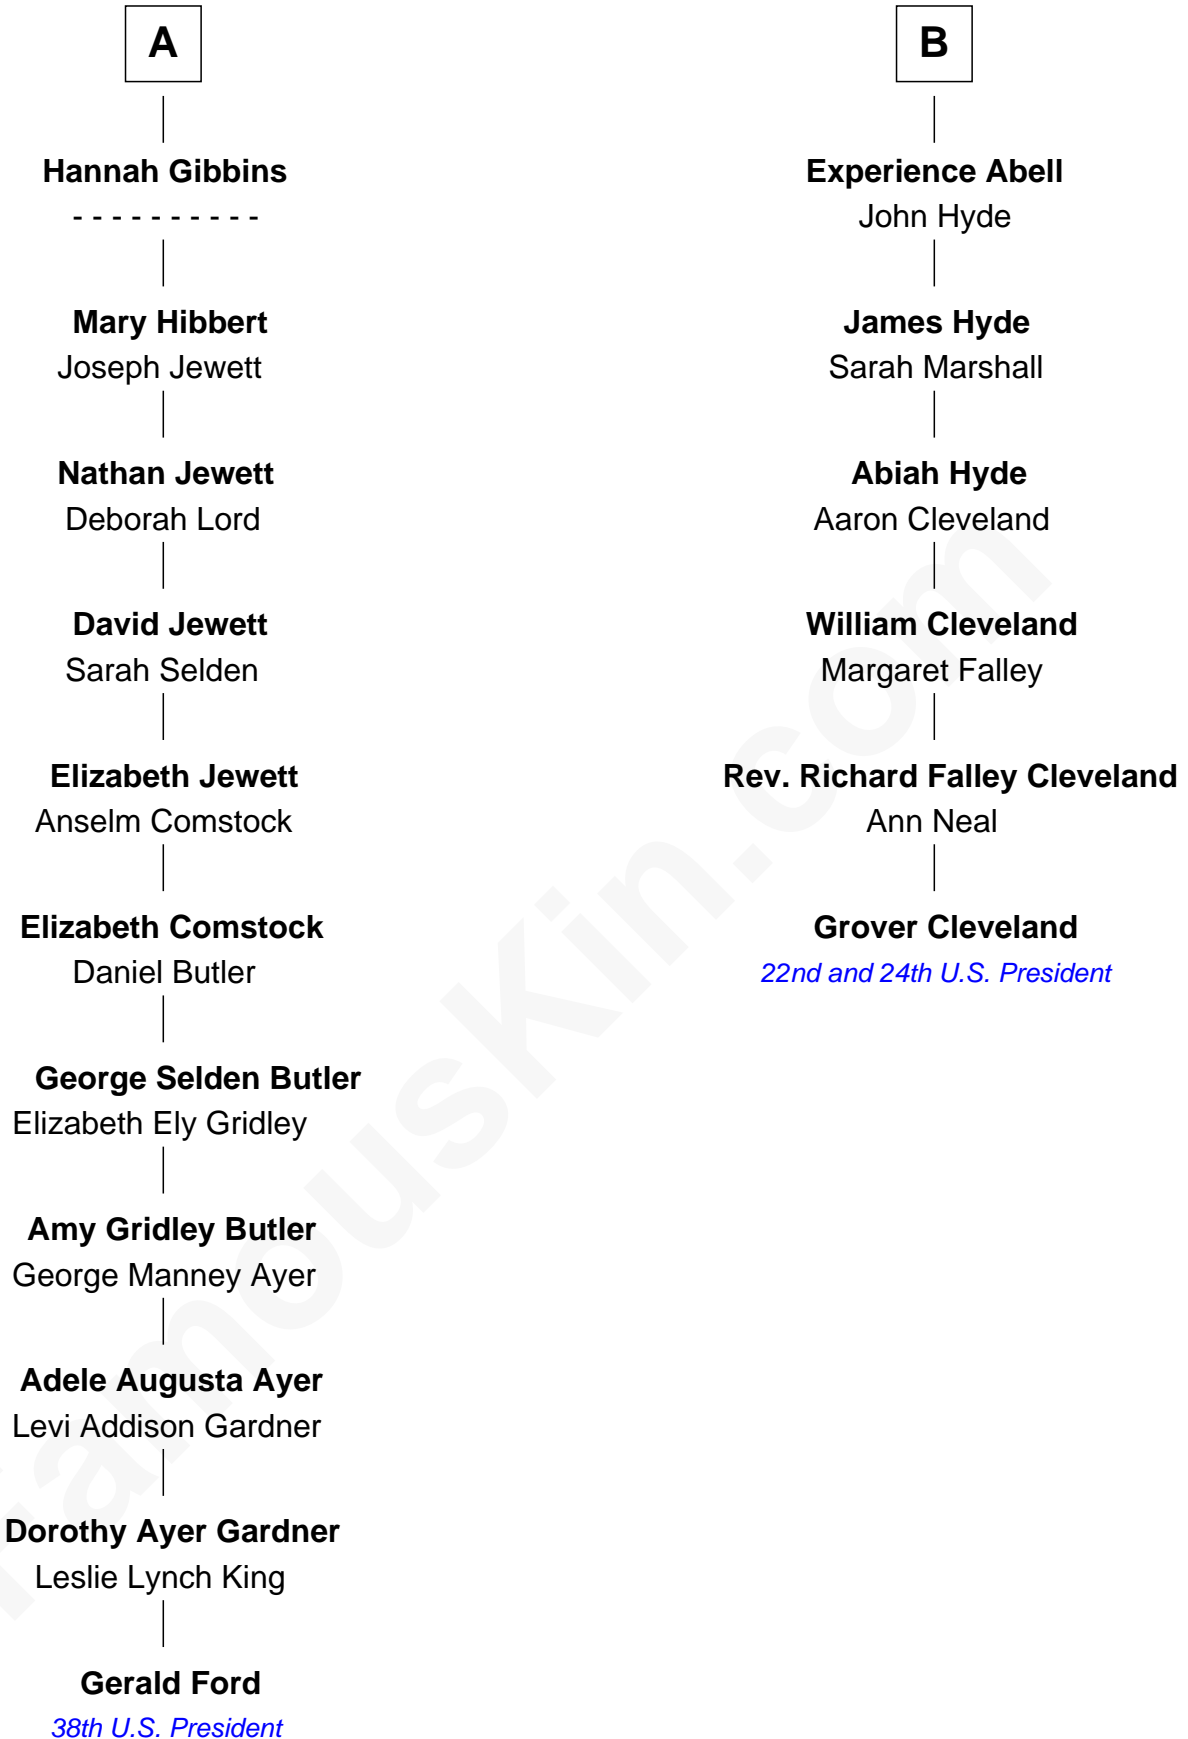 A
Hannah Gibbins
- - - - - - - - - -
Mary Hibbert
Joseph Jewett
Nathan Jewett
Deborah Lord
David Jewett
Sarah Selden
Elizabeth Jewett
Anselm Comstock
Elizabeth Comstock
Daniel Butler
George Selden Butler
Elizabeth Ely Gridley
Amy Gridley Butler
George Manney Ayer
Adele Augusta Ayer
Levi Addison Gardner
Dorothy Ayer Gardner
Leslie Lynch King
Gerald Ford
38th U.S. President
B
Experience Abell
John Hyde
James Hyde
Sarah Marshall
Abiah Hyde
Aaron Cleveland
William Cleveland
Margaret Falley
Rev. Richard Falley Cleveland
Ann Neal
Grover Cleveland
22nd and 24th U.S. President
FamousKin.com